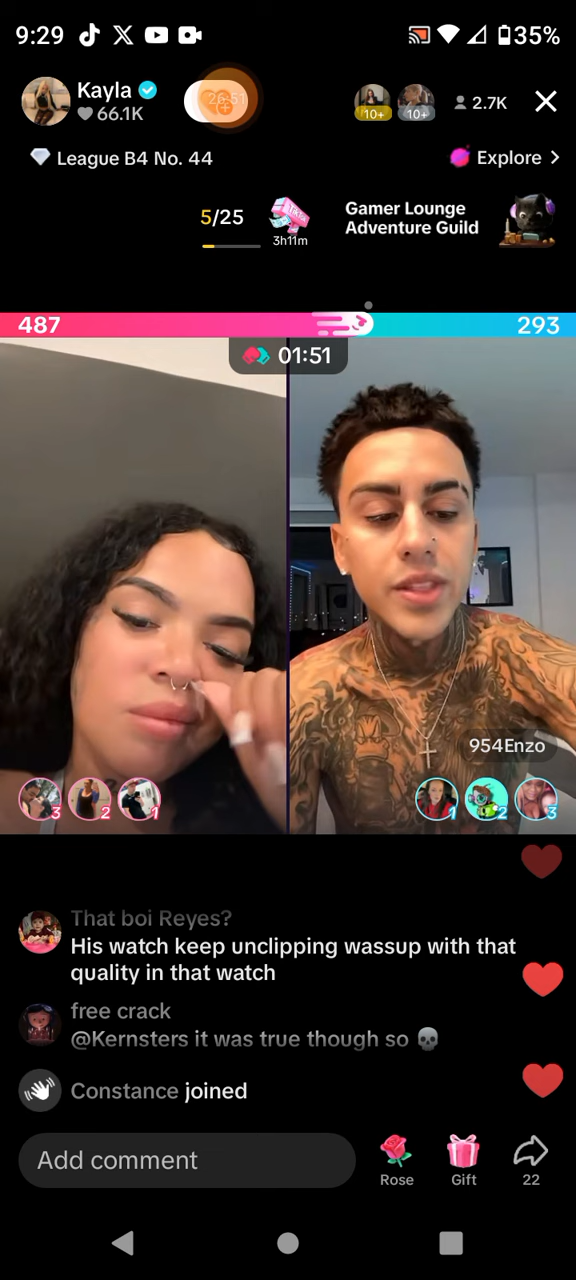 9:29
35%
Kayla
66.1K
26:51
10+
10+
2.7K
League B4 No. 44
Explore
5/25
3h11m
Gamer Lounge
Adventure Guild
487
293
01:51
954Enzo
3
2
1
1
2
3
That boi Reyes?
His watch keep unclipping wassup with that
quality in that watch
free crack
@Kernsters it was true though so 💀
Constance joined
Add comment
Rose
Gift
22